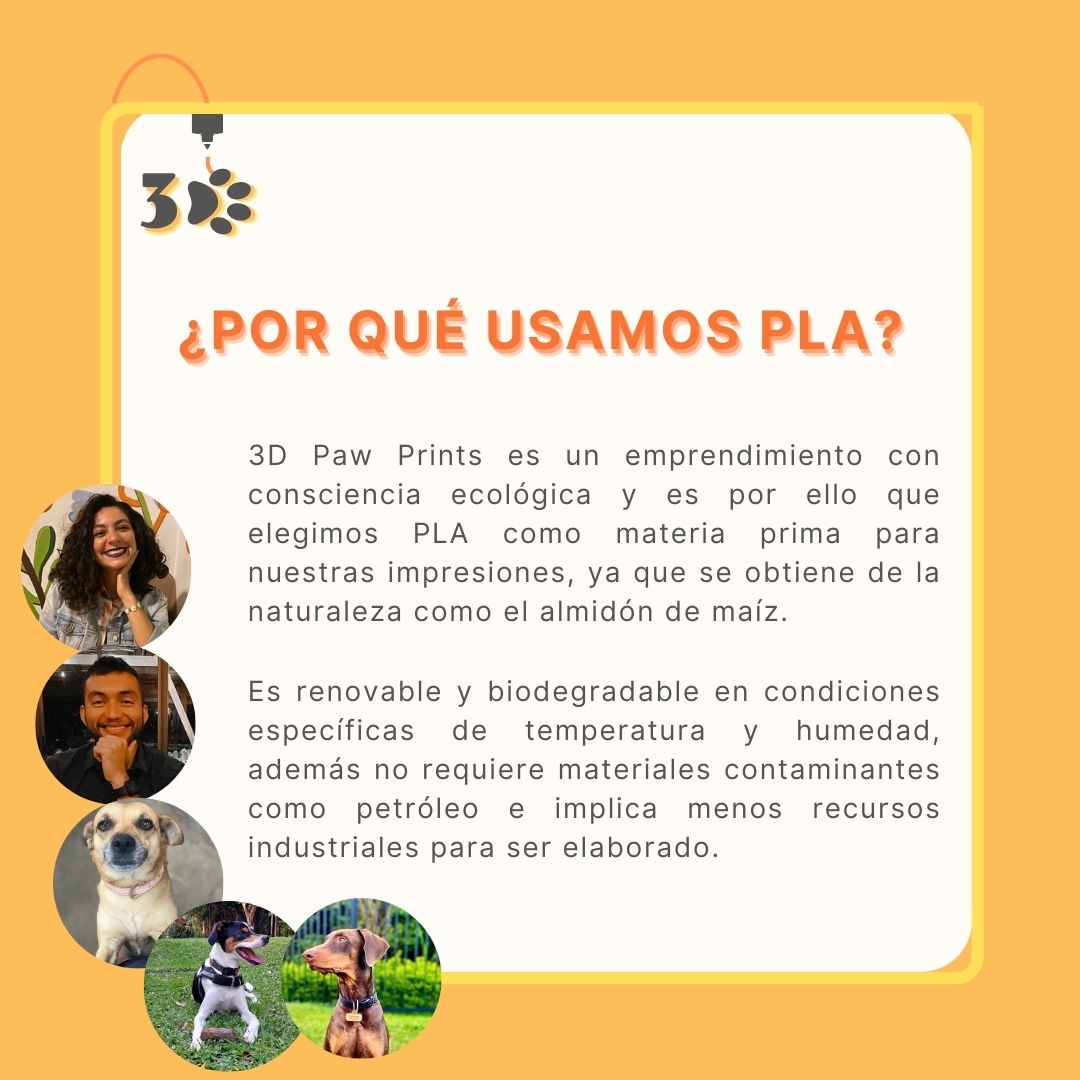 3D
¿POR QUÉ USAMOS PLA?
3D Paw Prints es un emprendimiento con
consciencia ecológica y es por ello que
elegimos PLA como materia prima para
nuestras impresiones, ya que se obtiene de la
naturaleza como el almidón de maíz.
Es renovable y biodegradable en condiciones
específicas de temperatura y humedad,
además no requiere materiales contaminantes
como petróleo e implica menos recursos
industriales para ser elaborado.